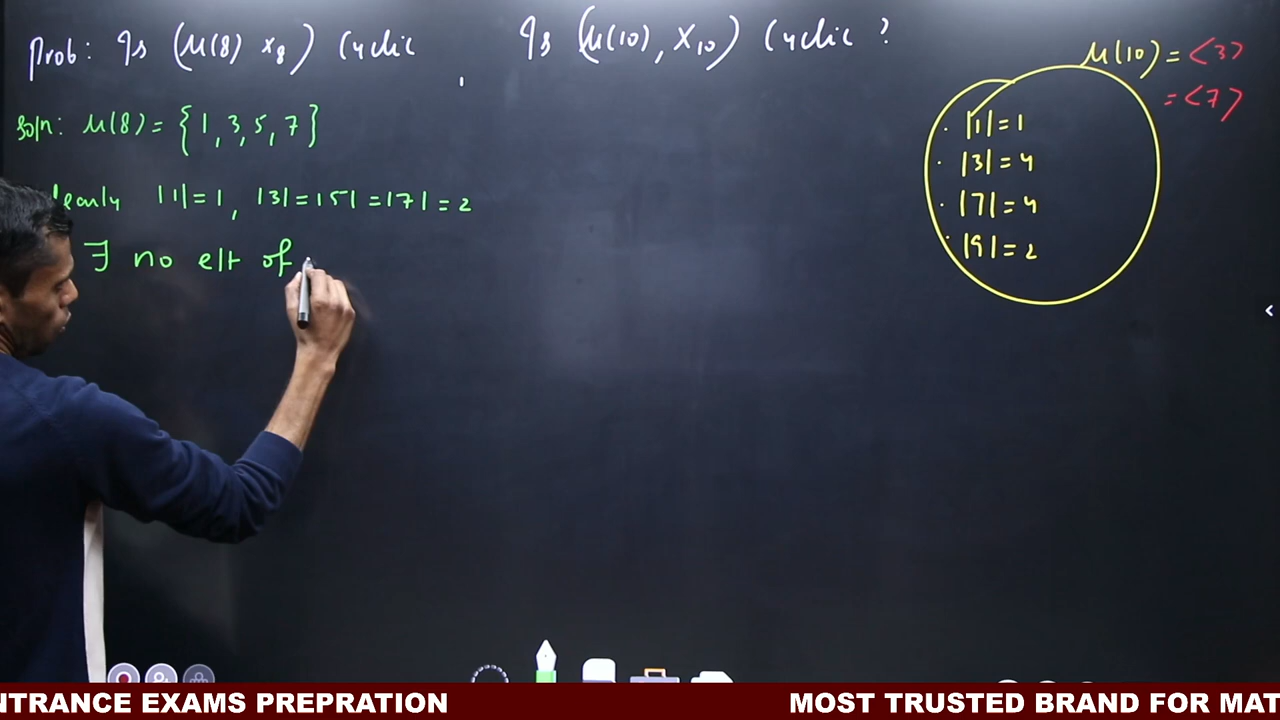 Prob: Is (U(8) ×₈) Cyclic , Is (U(10), ×₁₀) Cyclic ?
Soln: U(8) = {1, 3, 5, 7}
learly |1| = 1, |3| = |5| = |7| = 2
∃ no elt of
U(10) = <3>
= <7>
. |1| = 1
. |3| = 4
. |7| = 4
. |9| = 2
NTRANCE EXAMS PREPRATION MOST TRUSTED BRAND FOR MAT